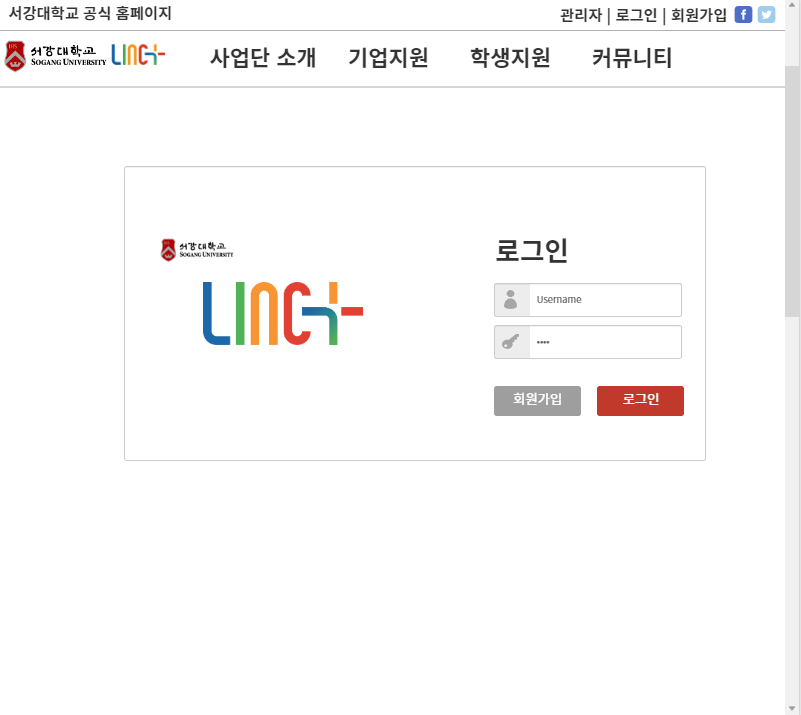 서강대학교 공식 홈페이지
관리자 | 로그인 | 회원가입
서강대학교
SOGANG UNIVERSITY
LINC+
사업단 소개 기업지원 학생지원 커뮤니티
서강대학교
SOGANG UNIVERSITY
LINC+
로그인
Username
••••
회원가입 로그인